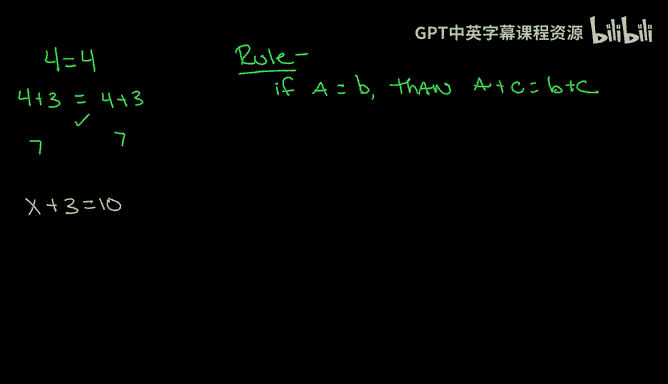 GPT中英字幕课程资源 bilibili
4=4
Rule-
if A = b, than A+C=b+C
4+3 = 4+3
✓
7 7
x+3=10